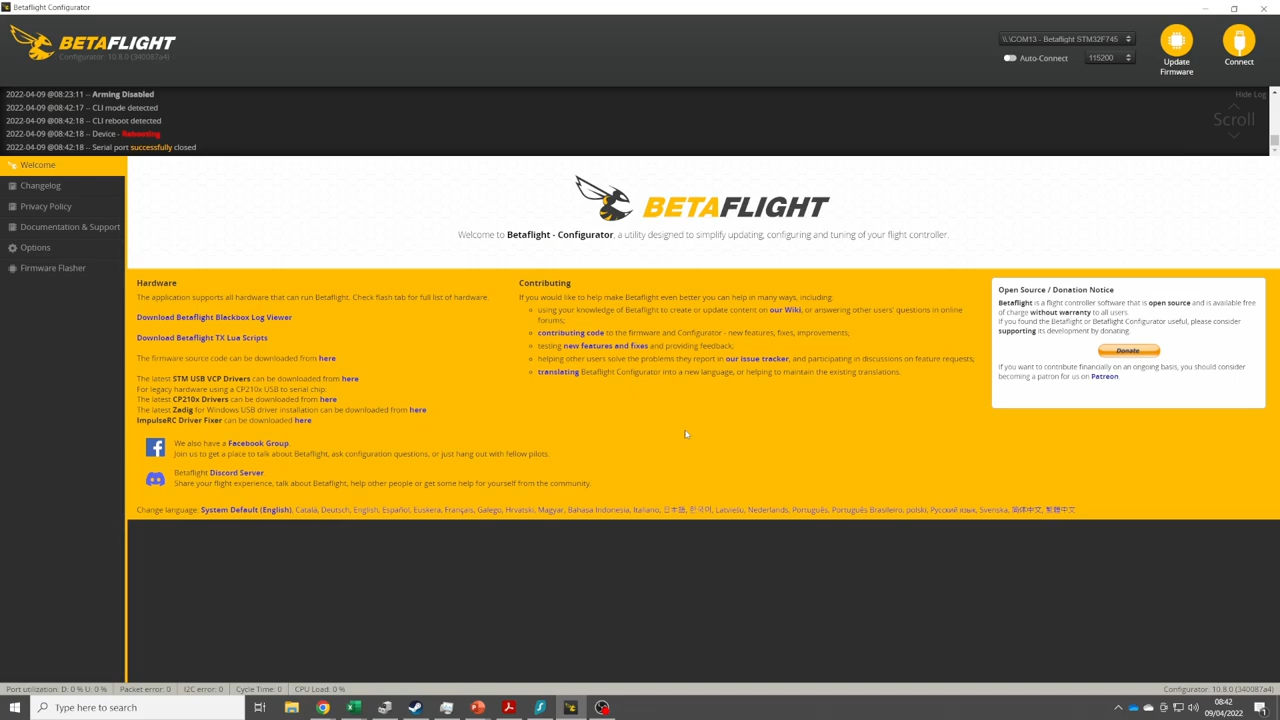 Betaflight Configurator
BETAFLIGHT
Configurator: 10.8.0 (340087a4)
\\.\COM13 - Betaflight STM32F745
Auto-Connect
115200
Update
Firmware
Connect
2022-04-09 @08:23:11 -- Arming Disabled
2022-04-09 @08:42:17 -- CLI mode detected
2022-04-09 @08:42:18 -- CLI reboot detected
2022-04-09 @08:42:18 -- Device - Rebooting
2022-04-09 @08:42:18 -- Serial port successfully closed
Hide Log
Scroll
Welcome
Changelog
Privacy Policy
Documentation & Support
Options
Firmware Flasher
BETAFLIGHT
Welcome to Betaflight - Configurator, a utility designed to simplify updating, configuring and tuning of your flight controller.
Hardware
The application supports all hardware that can run Betaflight. Check flash tab for full list of hardware.
Download Betaflight Blackbox Log Viewer
Download Betaflight TX Lua Scripts
The firmware source code can be downloaded from here
The latest STM USB VCP Drivers can be downloaded from here
For legacy hardware using a CP210x USB to serial chip:
The latest CP210x Drivers can be downloaded from here
The latest Zadig for Windows USB driver installation can be downloaded from here
ImpulseRC Driver Fixer can be downloaded here
We also have a Facebook Group.
Join us to get a place to talk about Betaflight, ask configuration questions, or just hang out with fellow pilots.
Betaflight Discord Server
Share your flight experience, talk about Betaflight, help other people or get some help for yourself from the community.
Contributing
If you would like to help make Betaflight even better you can help in many ways, including:
using your knowledge of Betaflight to create or update content on our Wiki, or answering other users' questions in online
forums;
contributing code to the firmware and Configurator - new features, fixes, improvements;
testing new features and fixes and providing feedback;
helping other users solve the problems they report in our issue tracker, and participating in discussions on feature requests;
translating Betaflight Configurator into a new language, or helping to maintain the existing translations.
Open Source / Donation Notice
Betaflight is a flight controller software that is open source and is available free
of charge without warranty to all users.
If you found the Betaflight or Betaflight Configurator useful, please consider
supporting its development by donating.
Donate
If you want to contribute financially on an ongoing basis, you should consider
becoming a patron for us on Patreon.
Change language: System Default (English), Català, Deutsch, English, Español, Euskera, Français, Galego, Hrvatski, Magyar, Bahasa Indonesia, Italiano, 日本語, 한국어, Latviešu, Nederlands, Português, Português Brasileiro, polski, Русский язык, Svenska, 简体中文, 繁體中文
Port utilization: D: 0 % U: 0 %
Packet error: 0
I2C error: 0
Cycle Time: 0
CPU Load: 0 %
Configurator: 10.8.0 (340087a4)
Type here to search
08:42
09/04/2022
1